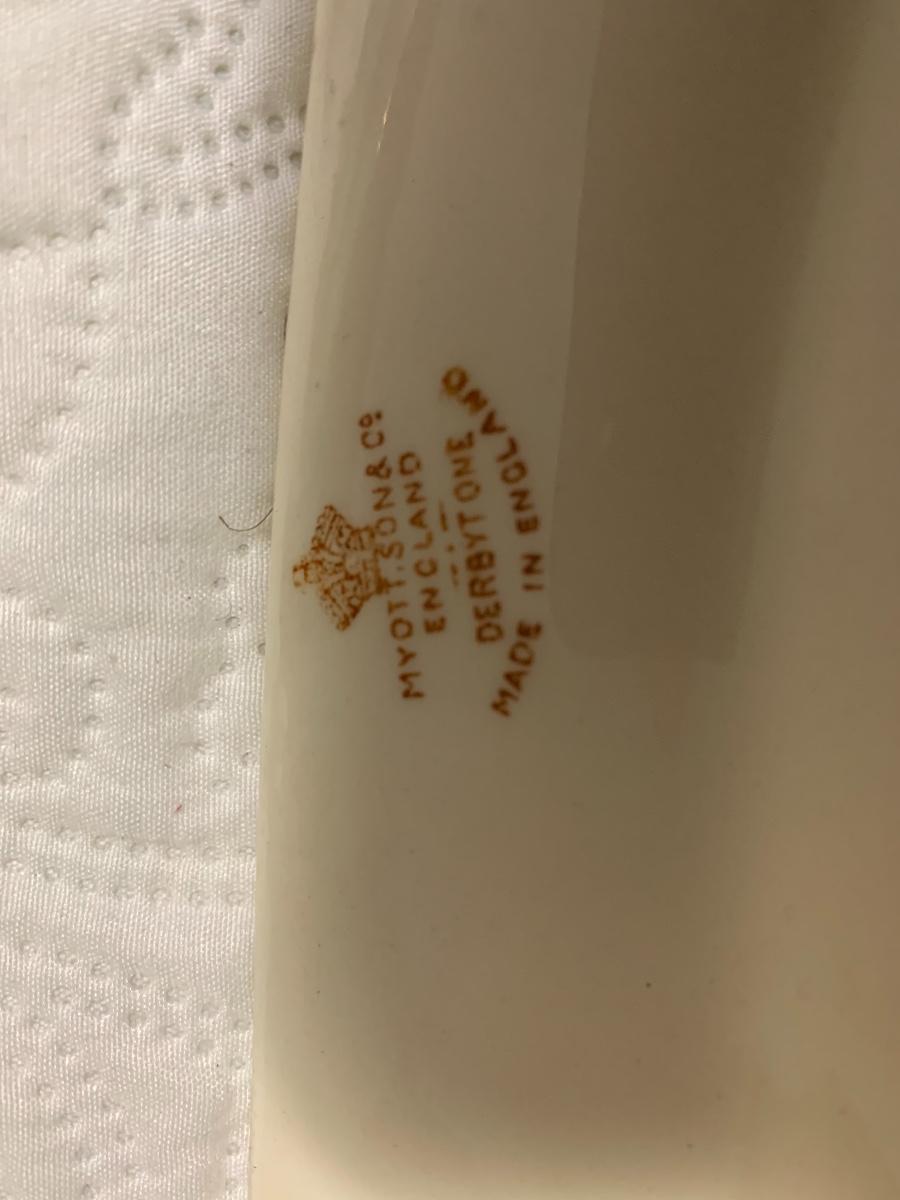 MYOTT.SON & Co.
ENGLAND
DERBYTONE
MADE IN ENGLAND